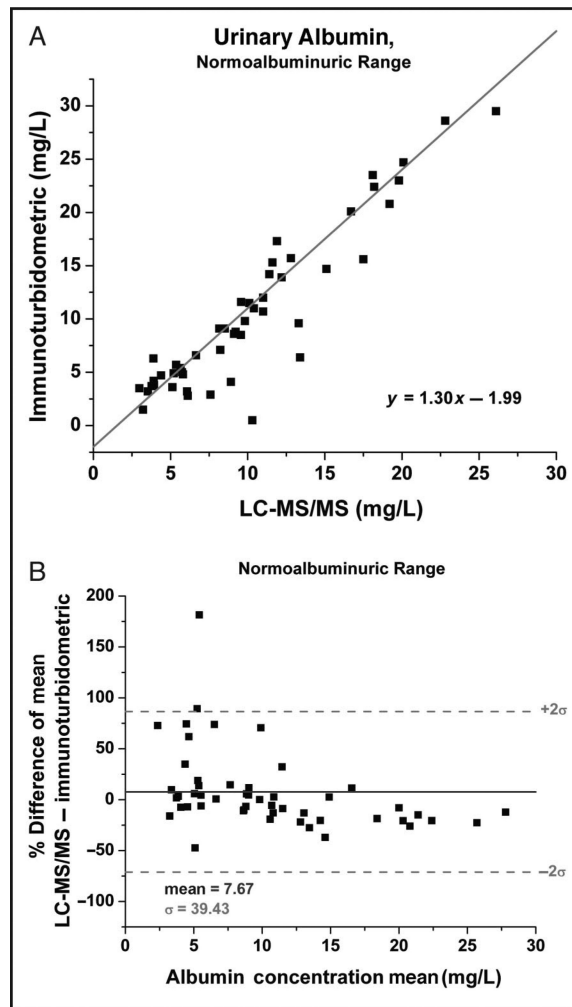 A
Urinary Albumin,
Normoalbuminuric Range
Immunoturbidometric (mg/L)
30
25
20
15
10
5
0
y = 1.30x – 1.99
0 5 10 15 20 25 30
LC-MS/MS (mg/L)
B
Normoalbuminuric Range
% Difference of mean
LC-MS/MS – immunoturbidometric
200
150
100
50
0
−50
−100
+2σ
−2σ
mean = 7.67
σ = 39.43
0 5 10 15 20 25 30
Albumin concentration mean (mg/L)